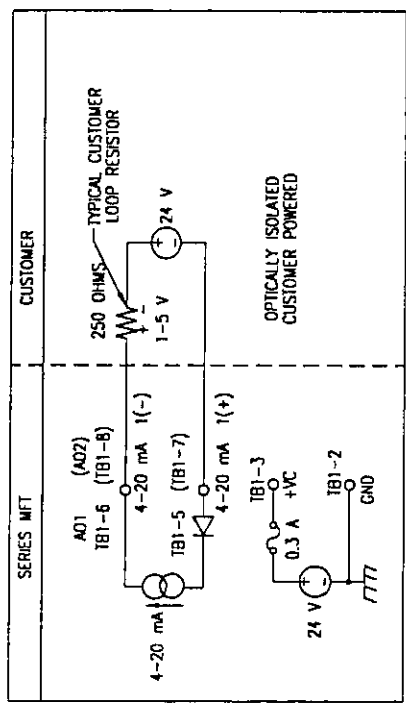 SERIES MFT
CUSTOMER
AO1 (AO2)
TB1-6 (TB1-8)
4-20 mA 1(-)
250 OHMS
TYPICAL CUSTOMER
LOOP RESISTOR
+ -
1-5 V
4-20 mA
+
-
24 V
TB1-5 (TB1-7)
4-20 mA 1(+)
OPTICALLY ISOLATED
CUSTOMER POWERED
TB1-3
0.3 A +VC
24 V
+
-
TB1-2
GND